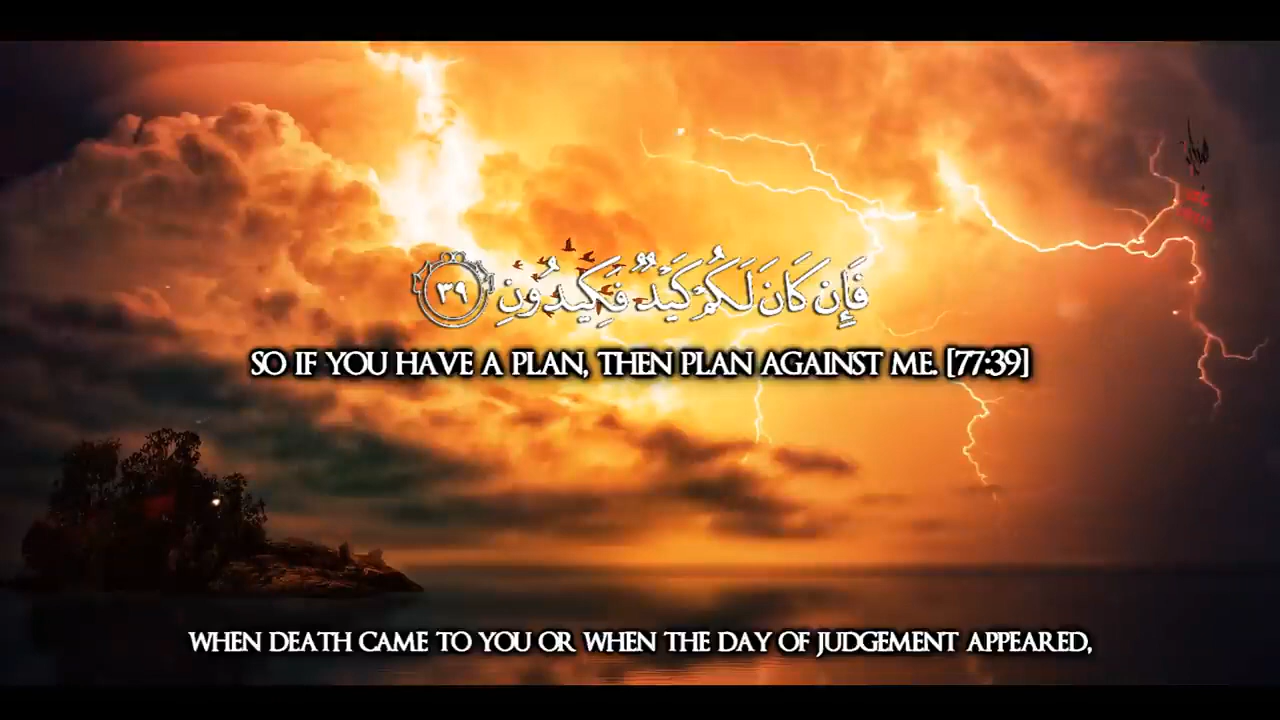 فَإِن كَانَ لَكُمْ كَيْدٌ فَكِيدُونِ ٣٩
SO IF YOU HAVE A PLAN, THEN PLAN AGAINST ME. [77:39]
WHEN DEATH CAME TO YOU OR WHEN THE DAY OF JUDGEMENT APPEARED,